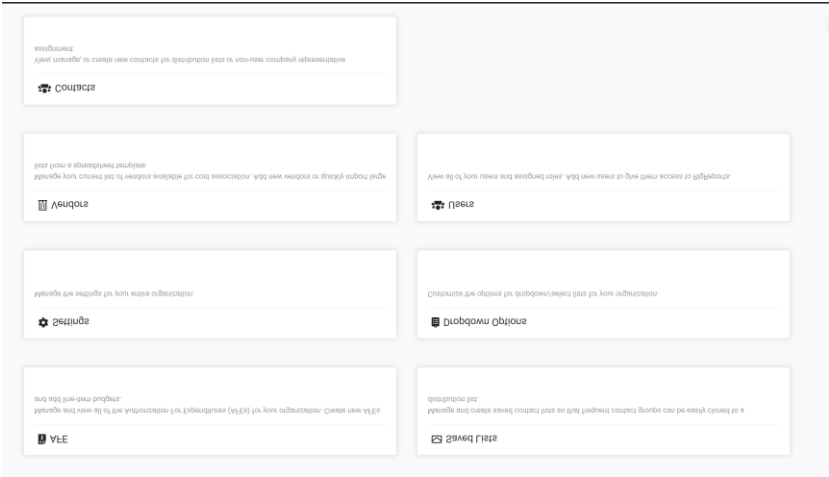 AFE
Manage and view all of the Authorization For Expenditures (AFEs) for your organization. Create new AFEs
and add line-item budgets.
Saved Lists
Manage and create saved contact lists so that frequent contact groups can be easily cloned to a
distribution list.
Settings
Manage the settings for your entire organization.
Dropdown Options
Customize the options for dropdown/select lists for your organization.
Vendors
Manage your current list of vendors available for cost association. Add new vendors or quickly import large
lists from a spreadsheet template.
Users
View all of your users and assigned roles. Add new users to give them access to RigReports.
Contacts
View, manage, or create new contacts for distribution lists or non-user company representative
assignment.